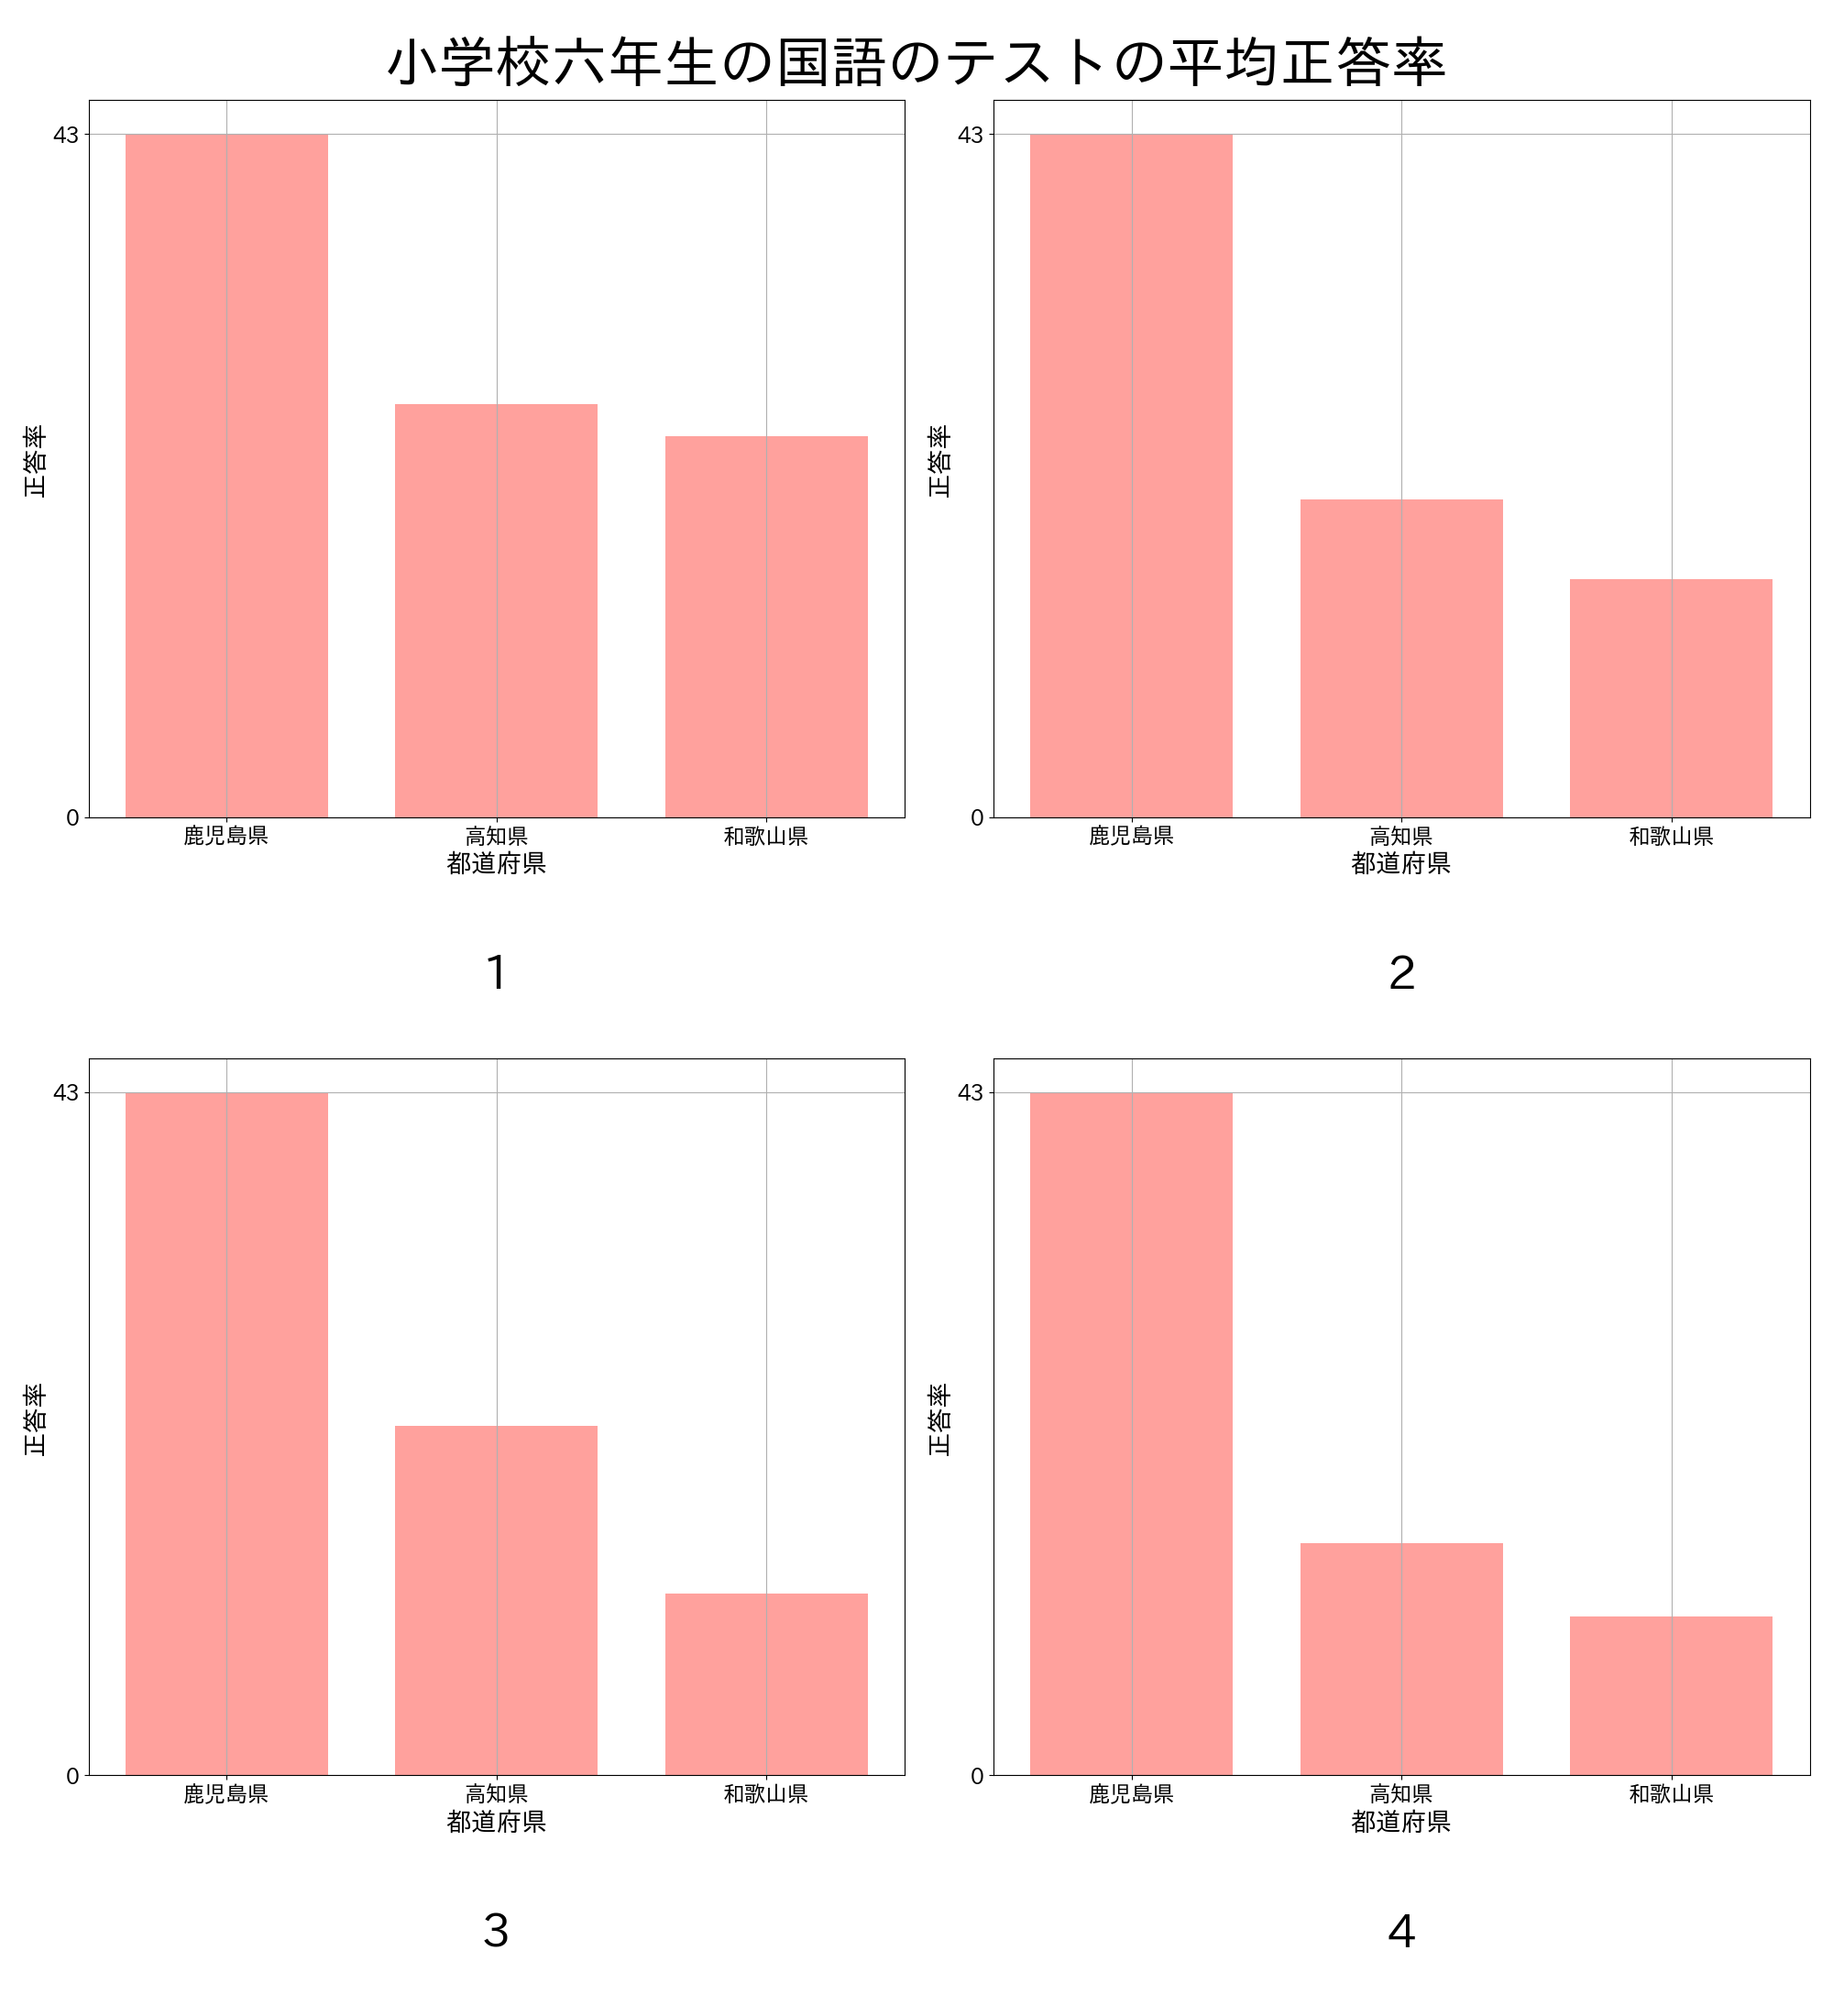 小学校六年生の国語のテストの平均正答率
43
0
正答率
鹿児島県 高知県 和歌山県
都道府県
1
43
0
正答率
鹿児島県 高知県 和歌山県
都道府県
2
43
0
正答率
鹿児島県 高知県 和歌山県
都道府県
3
43
0
正答率
鹿児島県 高知県 和歌山県
都道府県
4